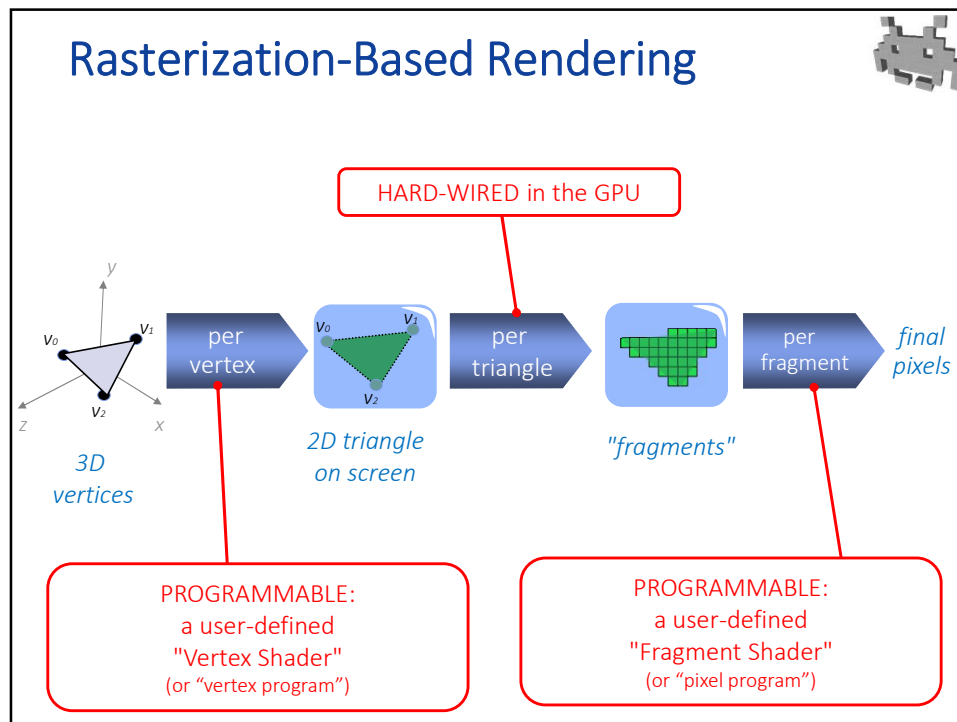 Rasterization-Based Rendering
HARD-WIRED in the GPU
y
v0
v1
v2
z
x
3D
vertices
per
vertex
v0
v1
v2
2D triangle
on screen
per
triangle
"fragments"
per
fragment
final
pixels
PROGRAMMABLE:
a user-defined
"Vertex Shader"
(or “vertex program”)
PROGRAMMABLE:
a user-defined
"Fragment Shader"
(or “pixel program”)